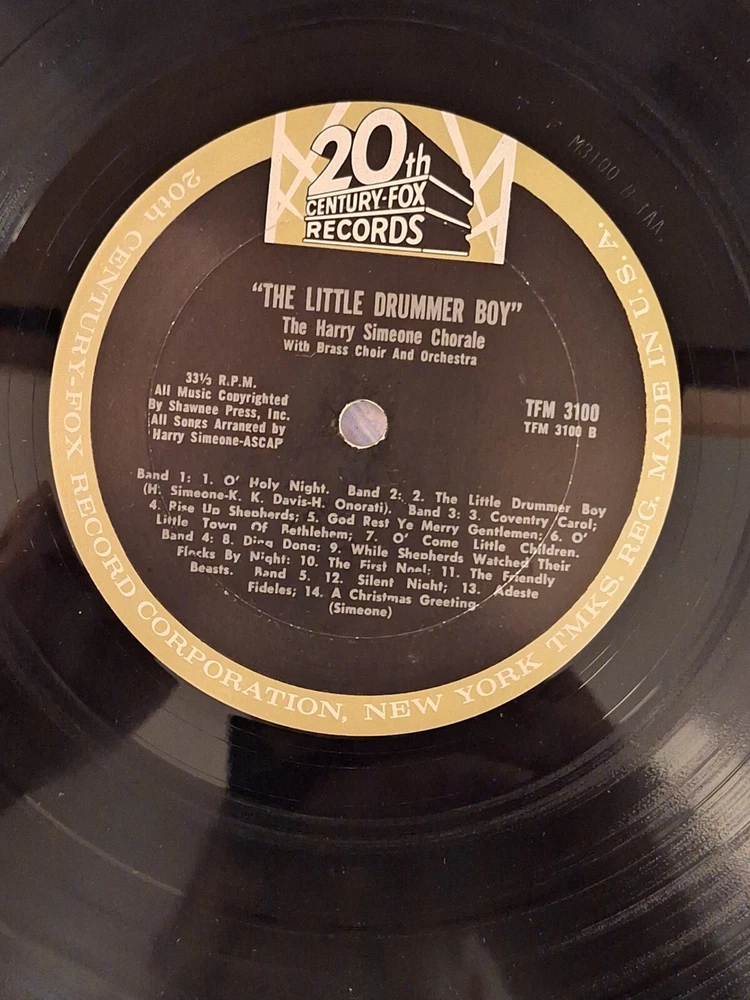 20th
CENTURY-FOX
RECORDS
"THE LITTLE DRUMMER BOY"
The Harry Simeone Chorale
With Brass Choir And Orchestra
33⅓ R.P.M.
All Music Copyrighted
By Shawnee Press, Inc.
All Songs Arranged by
Harry Simeone-ASCAP
TFM 3100
TFM 3100 B
Band 1: 1. O' Holy Night. Band 2: 2. The Little Drummer Boy
(H. Simeone-K. K. Davis-H. Onorati). Band 3: 3. Coventry Carol;
4. Rise Up Shepherds; 5. God Rest Ye Merry Gentlemen; 6. O'
Little Town Of Bethlehem; 7. O' Come Little Children.
Band 4: 8. Ding Dong; 9. While Shepherds Watched Their
Flocks By Night: 10. The First Noel; 11. The Friendly
Beasts. Band 5. 12. Silent Night; 13. Adeste
Fideles; 14. A Christmas Greeting.
(Simeone)
20th CENTURY-FOX RECORD CORPORATION, NEW YORK TMKS. REG. MADE IN U.S.A.
M3100 B